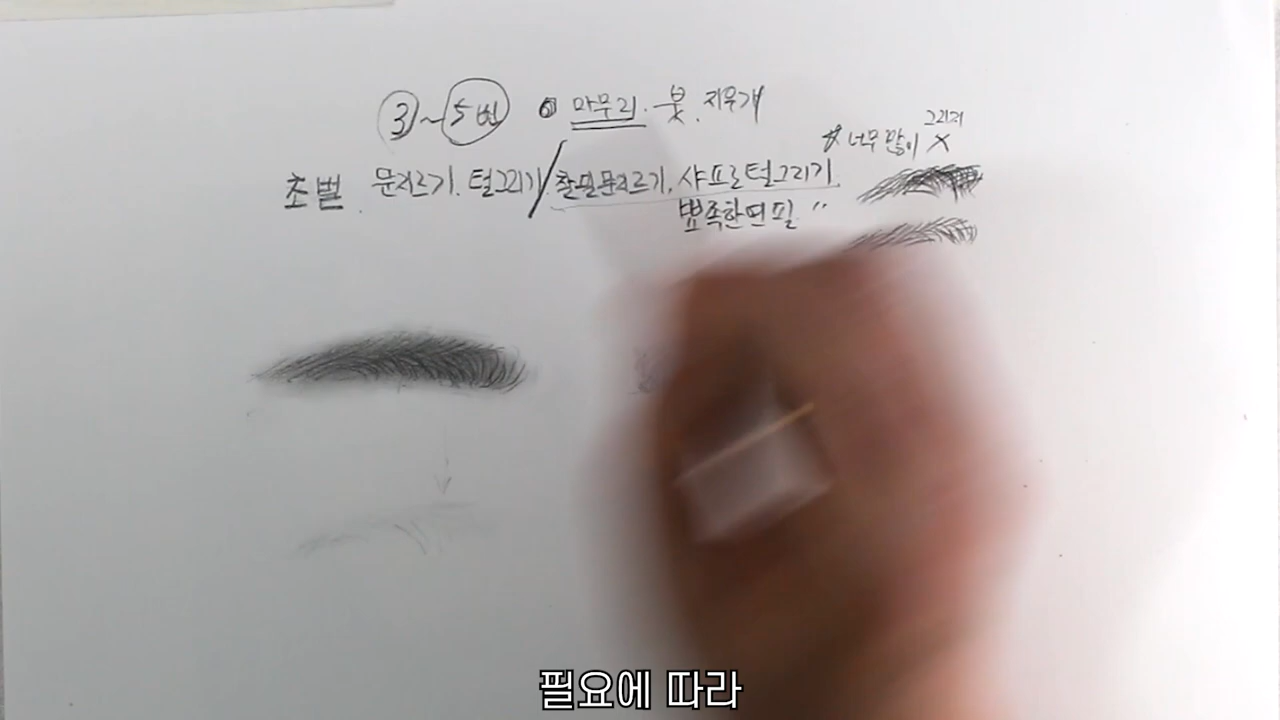 ③~⑤번 마무리. 붓. 지우개
그리기
* 너무 많이 X
초벌. 문지르기. 털그리기 / 찰필문지르기. 샤프로 털그리기.
뾰족한 연필 〃
필요에 따라